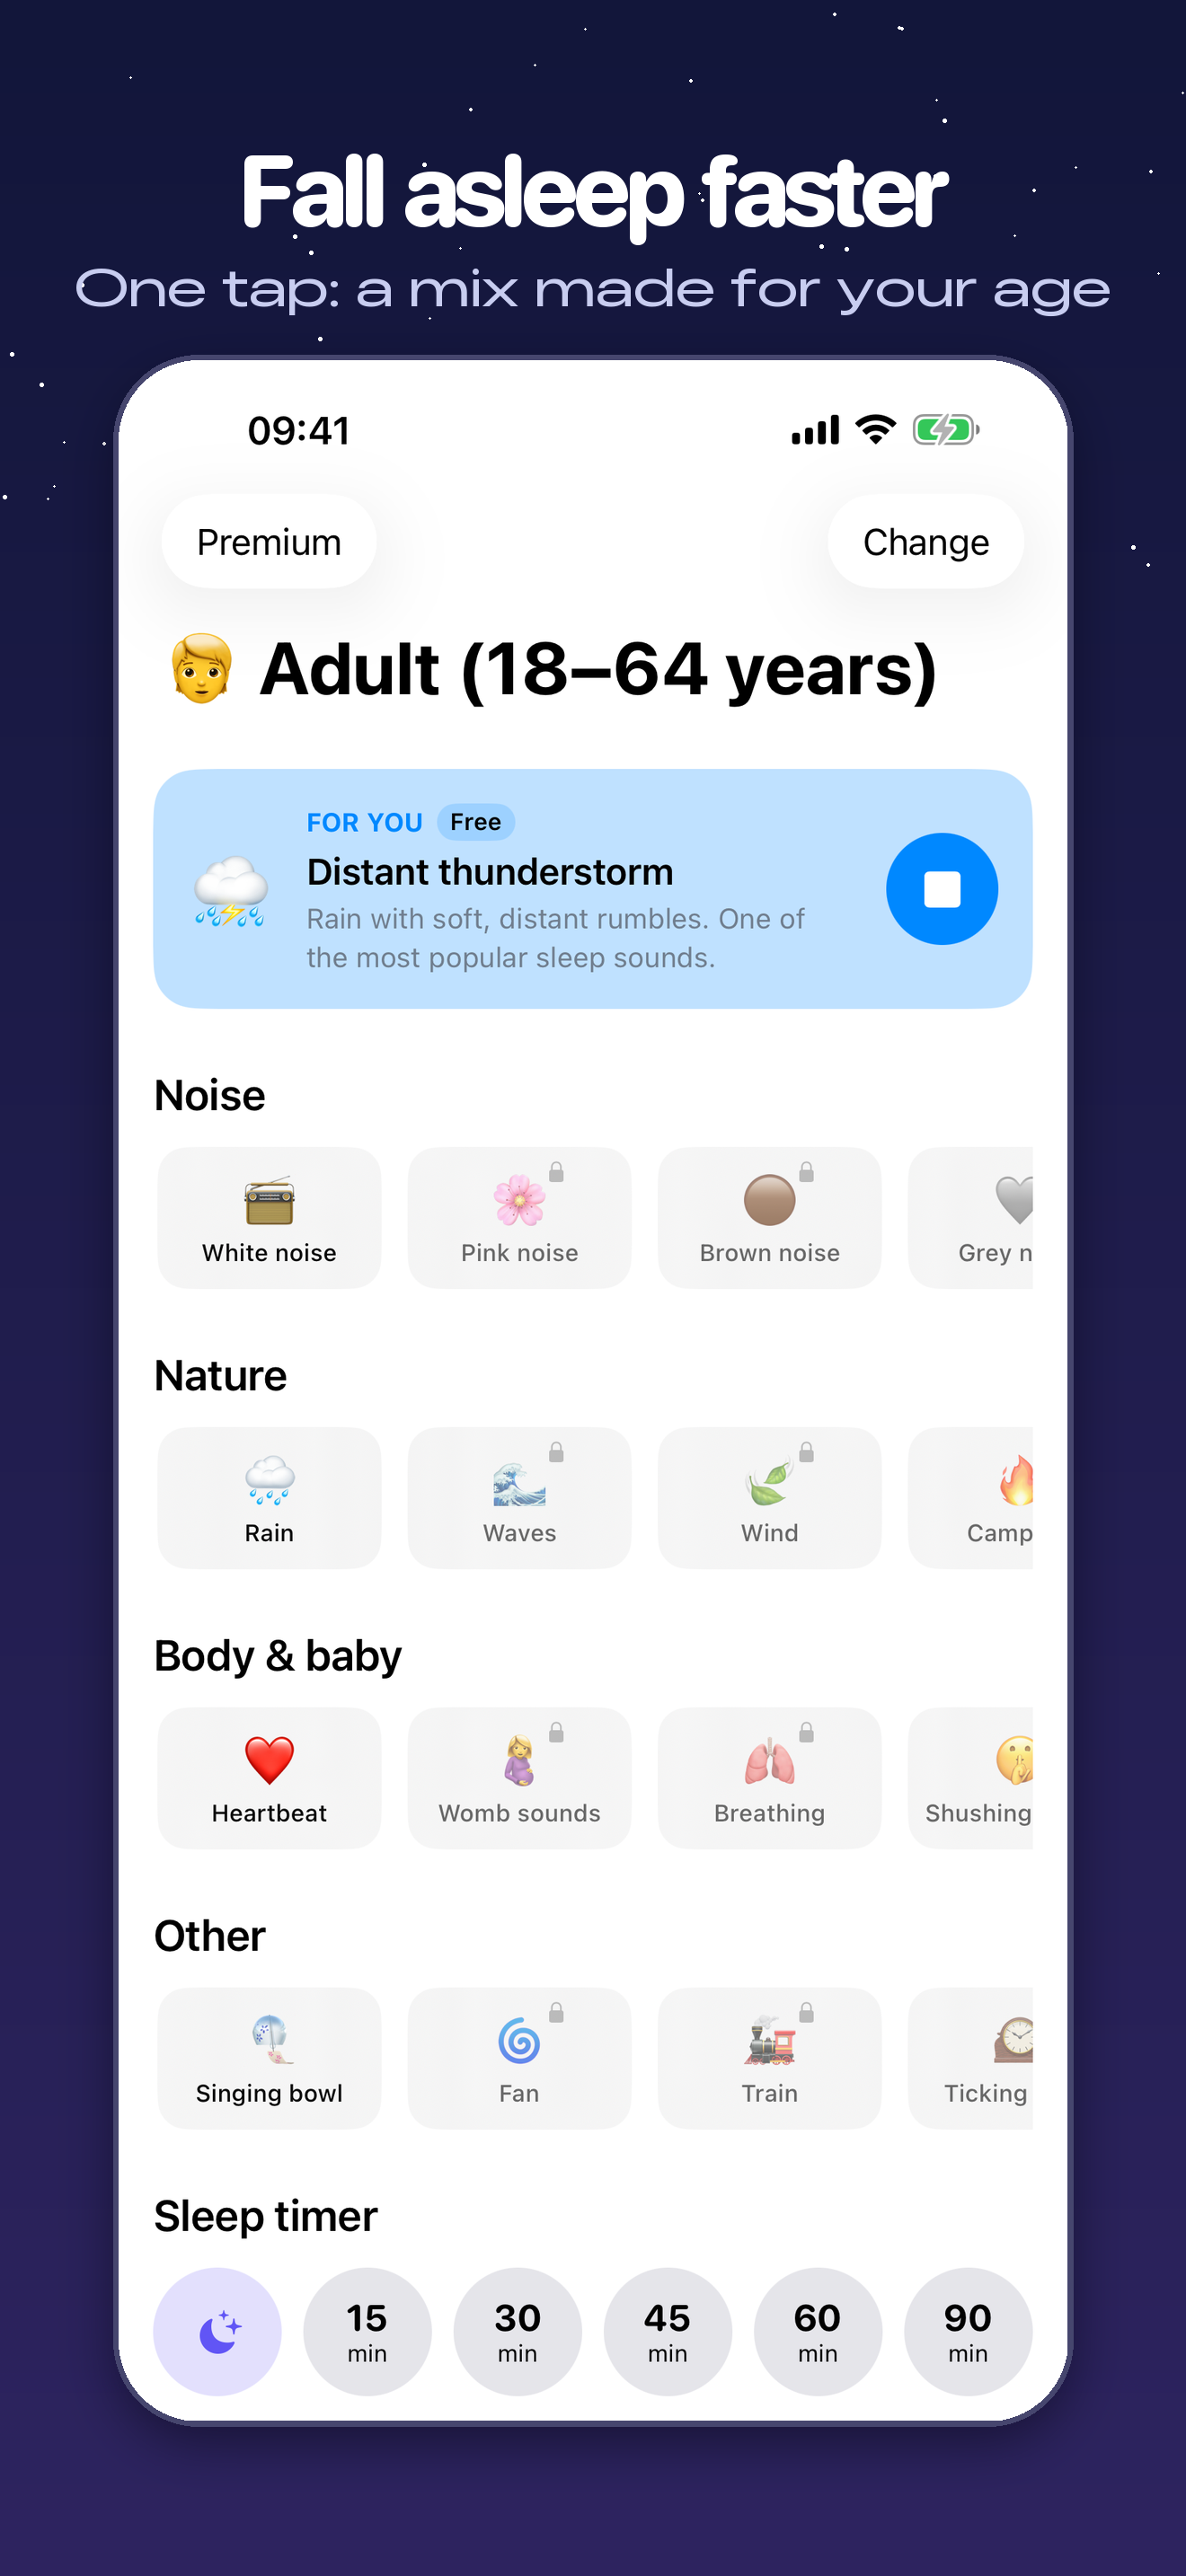 Fall asleep faster
One tap: a mix made for your age
09:41
Premium
Change
Adult (18–64 years)
FOR YOU Free
Distant thunderstorm
Rain with soft, distant rumbles. One of
the most popular sleep sounds.
Noise
White noise
Pink noise
Brown noise
Grey n
Nature
Rain
Waves
Wind
Camp
Body & baby
Heartbeat
Womb sounds
Breathing
Shushing
Other
Singing bowl
Fan
Train
Ticking
Sleep timer
15 min
30 min
45 min
60 min
90 min